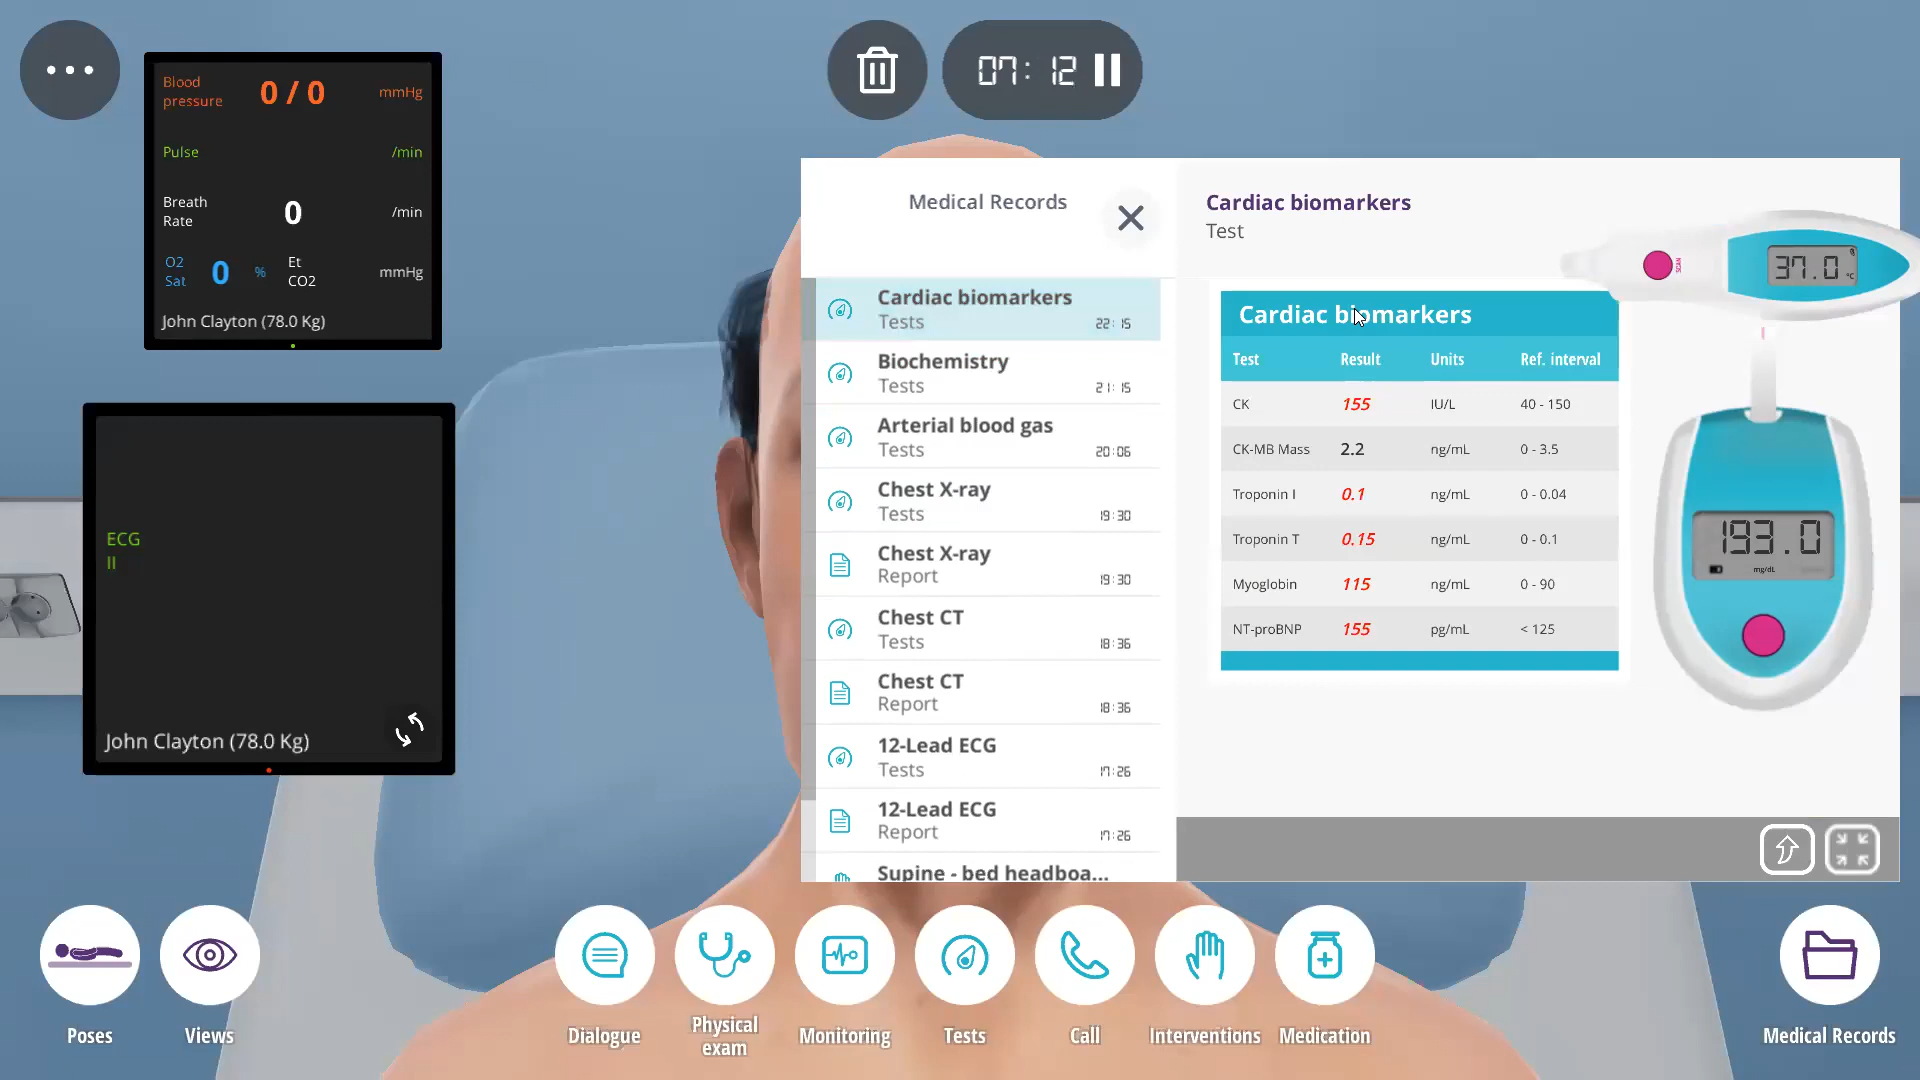 Blood pressure 0 / 0 mmHg
Pulse /min
Breath Rate 0 /min
O2 Sat 0 % Et CO2 mmHg
John Clayton (78.0 Kg)
ECG
II
John Clayton (78.0 Kg)
07: 12
Medical Records
Cardiac biomarkers
Tests 22: 15
Biochemistry
Tests 21: 15
Arterial blood gas
Tests 20:06
Chest X-ray
Tests 19:30
Chest X-ray
Report 19:30
Chest CT
Tests 18:36
Chest CT
Report 18:36
12-Lead ECG
Tests 17:26
12-Lead ECG
Report 17:26
Supine - bed headboa...
Cardiac biomarkers
Test
Cardiac biomarkers
Test Result Units Ref. interval
CK 155 IU/L 40 - 150
CK-MB Mass 2.2 ng/mL 0 - 3.5
Troponin I 0.1 ng/mL 0 - 0.04
Troponin T 0.15 ng/mL 0 - 0.1
Myoglobin 115 ng/mL 0 - 90
NT-proBNP 155 pg/mL < 125
SCAN
37.0 °C
193.0
mg/dL
Poses
Views
Dialogue
Physical exam
Monitoring
Tests
Call
Interventions
Medication
Medical Records